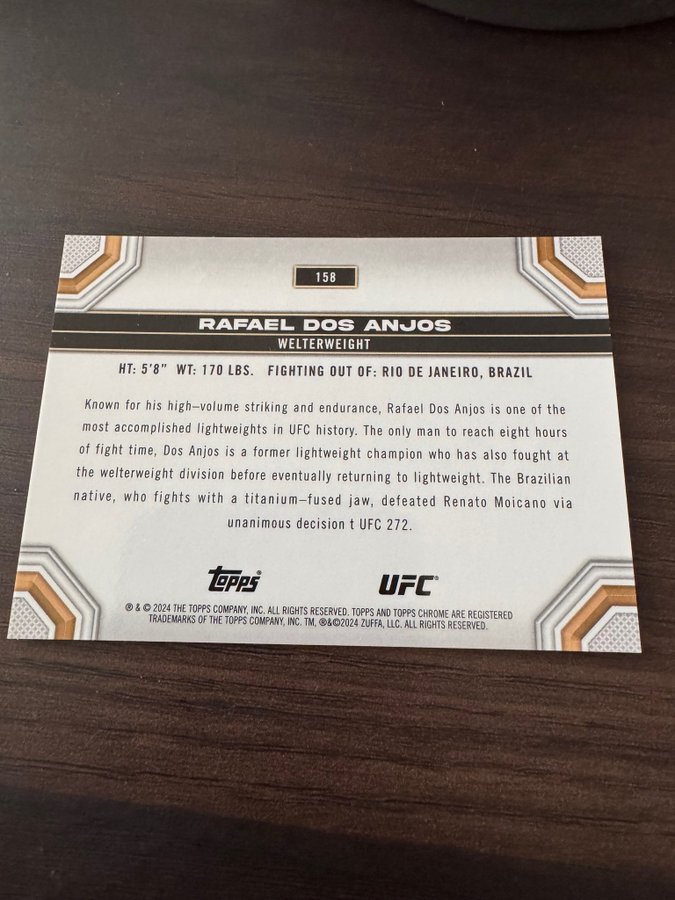 158
RAFAEL DOS ANJOS
WELTERWEIGHT
HT: 5'8" WT: 170 LBS. FIGHTING OUT OF: RIO DE JANEIRO, BRAZIL
Known for his high-volume striking and endurance, Rafael Dos Anjos is one of the
most accomplished lightweights in UFC history. The only man to reach eight hours
of fight time, Dos Anjos is a former lightweight champion who has also fought at
the welterweight division before eventually returning to lightweight. The Brazilian
native, who fights with a titanium-fused jaw, defeated Renato Moicano via
unanimous decision t UFC 272.
Topps® UFC®
® & © 2024 THE TOPPS COMPANY, INC. ALL RIGHTS RESERVED. TOPPS AND TOPPS CHROME ARE REGISTERED
TRADEMARKS OF THE TOPPS COMPANY, INC. TM, ®&©2024 ZUFFA, LLC. ALL RIGHTS RESERVED.